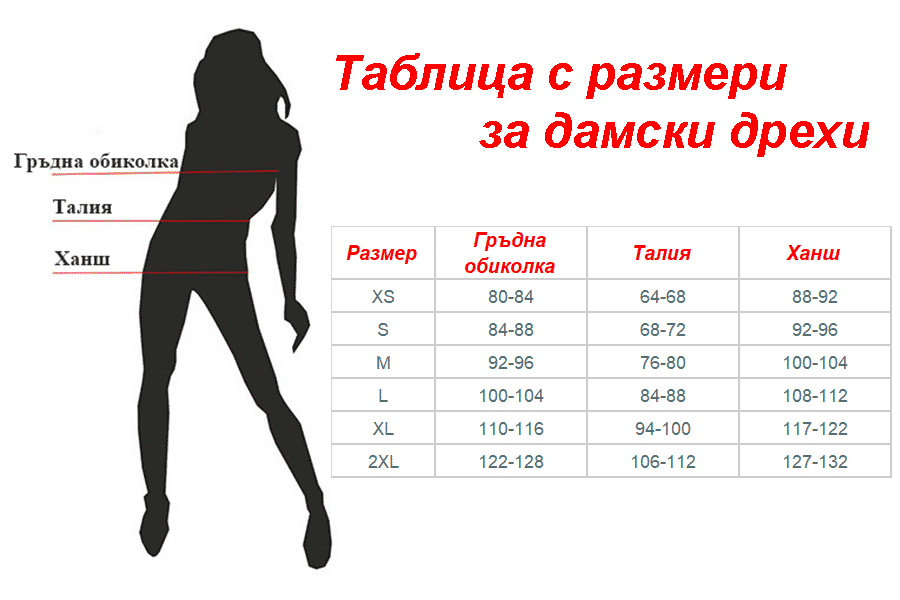 Таблица с размери
за дамски дрехи
Гръдна обиколка
Талия
Ханш
Размер Гръдна обиколка Талия Ханш
XS 80-84 64-68 88-92
S 84-88 68-72 92-96
M 92-96 76-80 100-104
L 100-104 84-88 108-112
XL 110-116 94-100 117-122
2XL 122-128 106-112 127-132